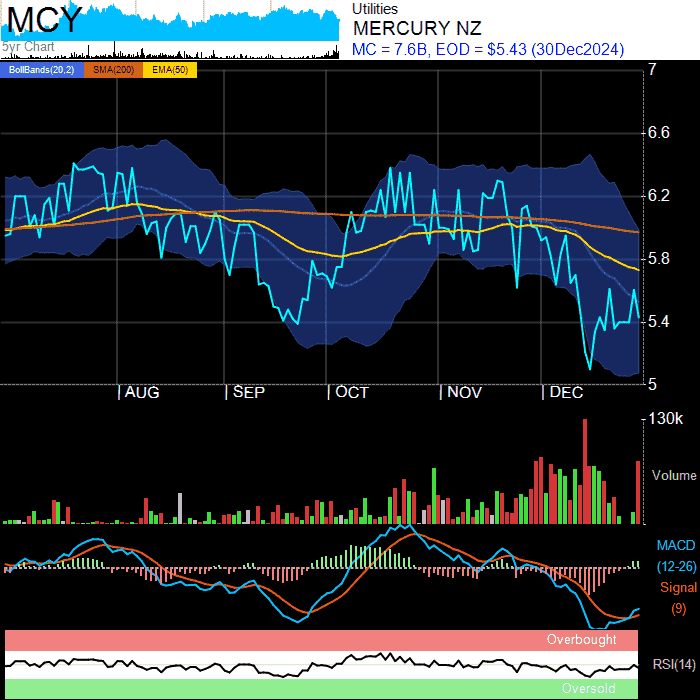 MCY
5yr Chart
Utilities
MERCURY NZ
MC = 7.6B, EOD = $5.43 (30Dec2024)
BollBands(20,2) SMA(200) EMA(50)
7
6.6
6.2
5.8
5.4
5
AUG SEP OCT NOV DEC
130k
Volume
MACD
(12-26)
Signal
(9)
Overbought
RSI(14)
Oversold